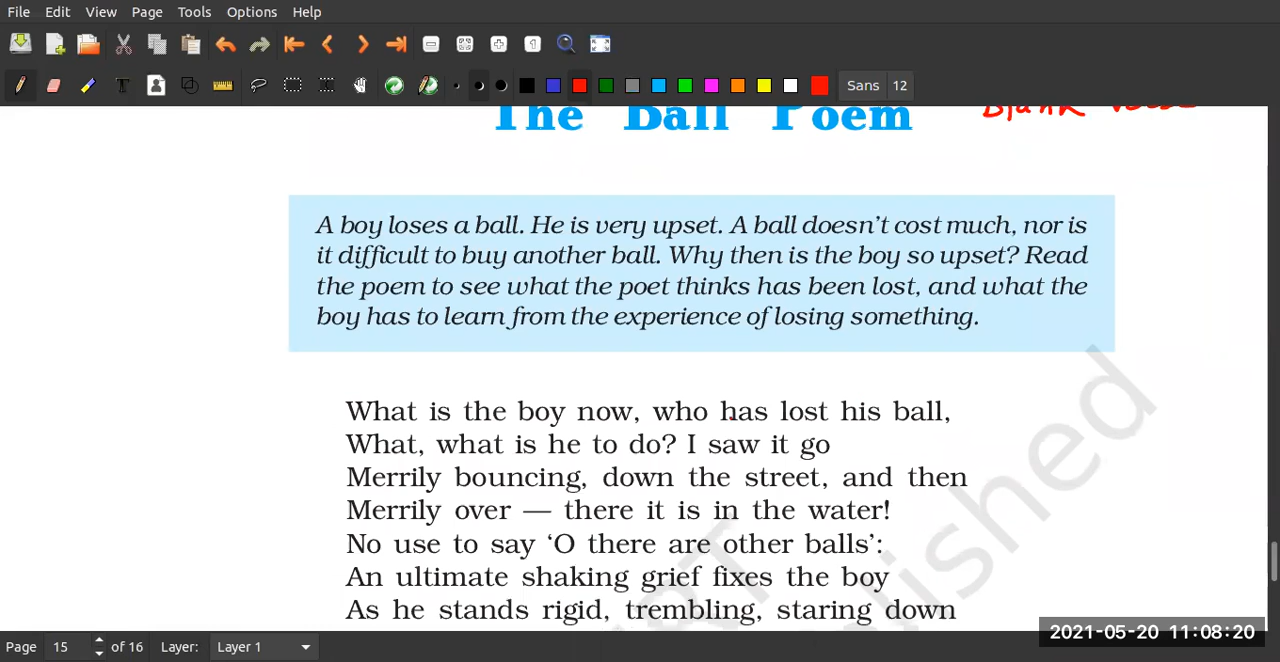 File Edit View Page Tools Options Help
Sans 12
The Ball Poem
A boy loses a ball. He is very upset. A ball doesn't cost much, nor is
it difficult to buy another ball. Why then is the boy so upset? Read
the poem to see what the poet thinks has been lost, and what the
boy has to learn from the experience of losing something.
What is the boy now, who has lost his ball,
What, what is he to do? I saw it go
Merrily bouncing, down the street, and then
Merrily over — there it is in the water!
No use to say ‘O there are other balls’:
An ultimate shaking grief fixes the boy
As he stands rigid, trembling, staring down
lished
Page 15 of 16 Layer: Layer 1
2021-05-20 11:08:20